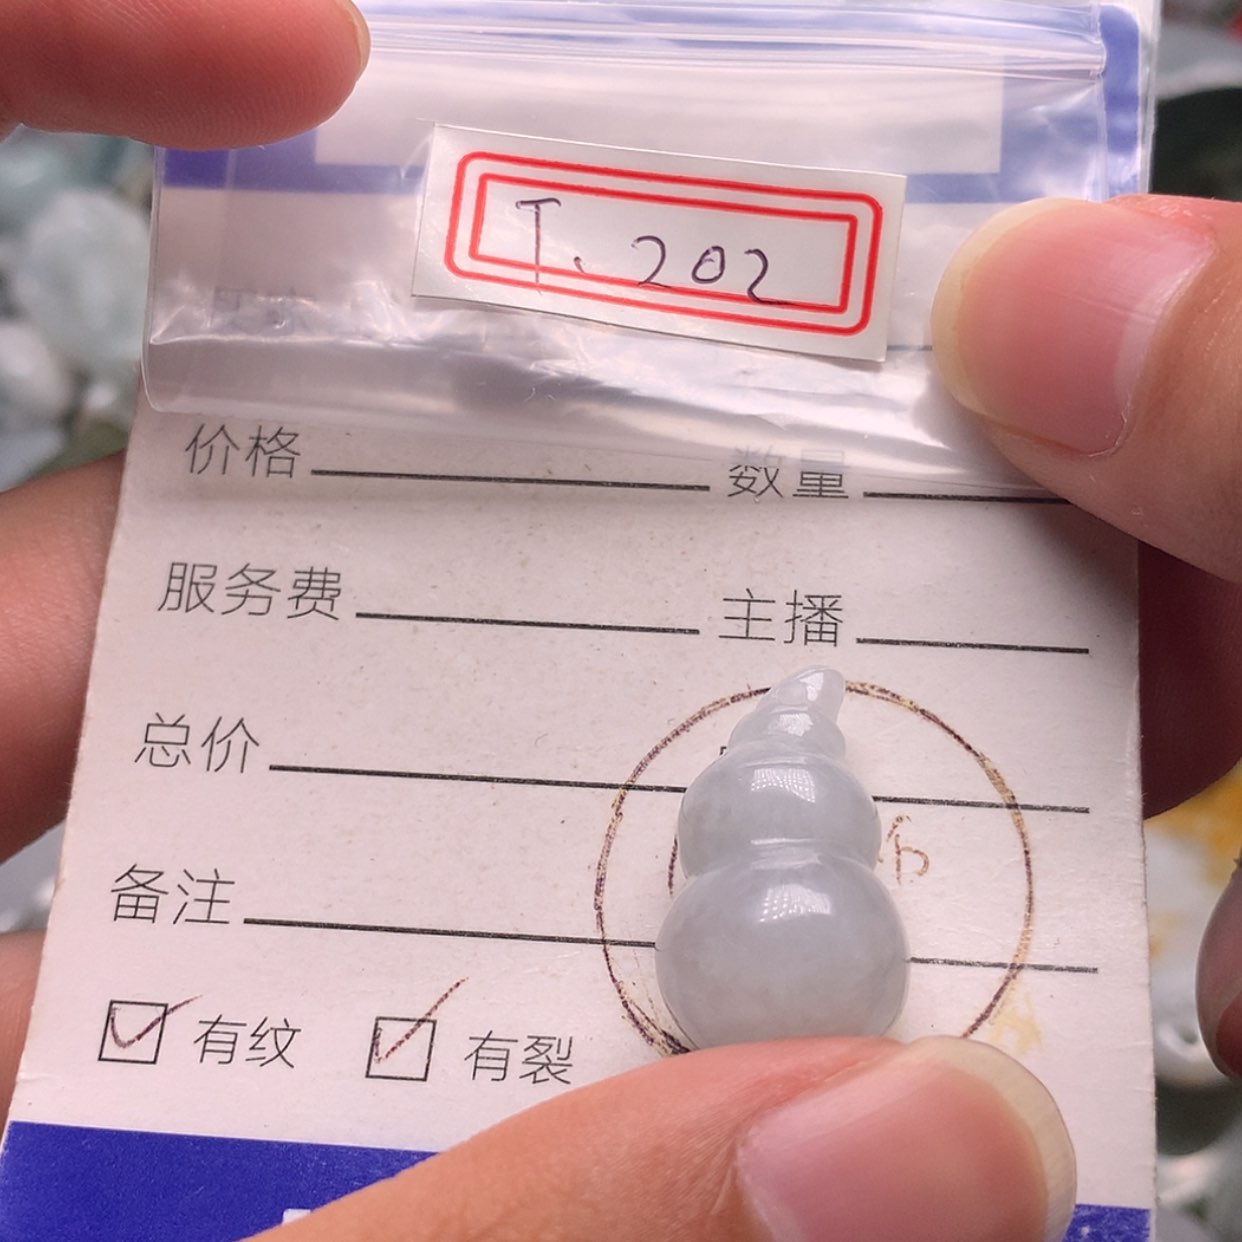 T. 202
价格 数量
服务费 主播
总价
备注
有纹 有裂